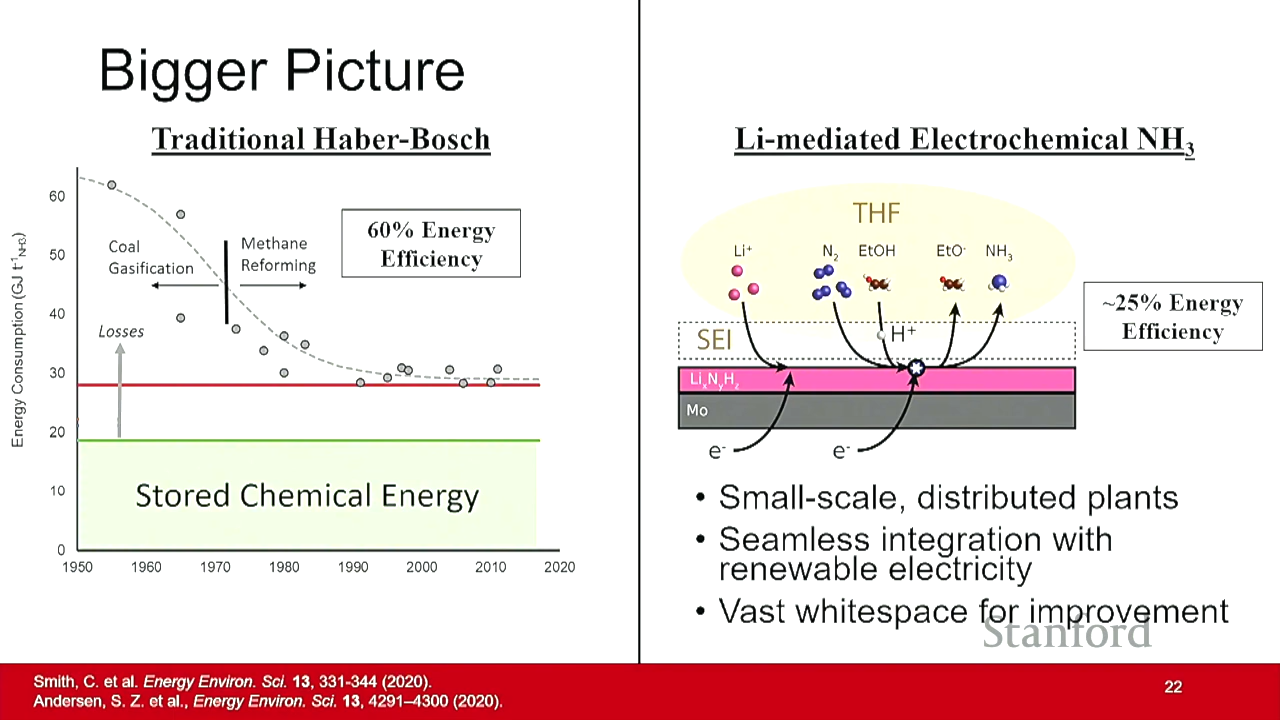 Bigger Picture
Traditional Haber-Bosch
Energy Consumption (GJ t⁻¹NH3)
60
50
40
30
20
10
0
1950 1960 1970 1980 1990 2000 2010 2020
Coal
Gasification
Methane
Reforming
Losses
60% Energy
Efficiency
Stored Chemical Energy
Li-mediated Electrochemical NH₃
THF
Li⁺ N₂ EtOH EtO⁻ NH₃
SEI
H⁺
LiₓNᵧH_z
Mo
e⁻ e⁻
~25% Energy
Efficiency
• Small-scale, distributed plants
• Seamless integration with
renewable electricity
• Vast whitespace for improvement
Stanford
Smith, C. et al. Energy Environ. Sci. 13, 331-344 (2020).
Andersen, S. Z. et al., Energy Environ. Sci. 13, 4291–4300 (2020).
22